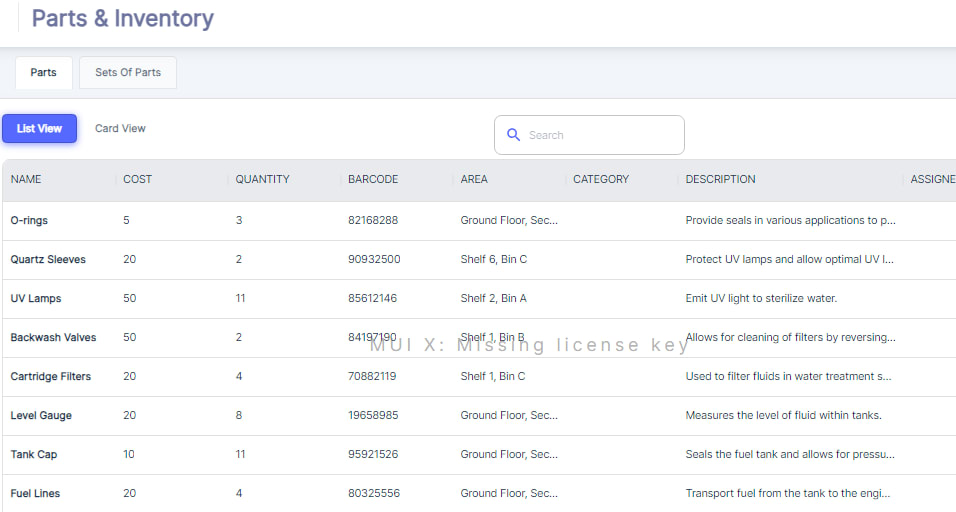 Parts & Inventory
Parts Sets Of Parts
List View Card View Search
NAME COST QUANTITY BARCODE AREA CATEGORY DESCRIPTION ASSIGNE
O-rings 5 3 82168288 Ground Floor, Sec... Provide seals in various applications to p...
Quartz Sleeves 20 2 90932500 Shelf 6, Bin C Protect UV lamps and allow optimal UV l...
UV Lamps 50 11 85612146 Shelf 2, Bin A Emit UV light to sterilize water.
Backwash Valves 50 2 84197190 Shelf 1, Bin B Allows for cleaning of filters by reversing...
MUI X: Missing license key
Cartridge Filters 20 4 70882119 Shelf 1, Bin C Used to filter fluids in water treatment s...
Level Gauge 20 8 19658985 Ground Floor, Sec... Measures the level of fluid within tanks.
Tank Cap 10 11 95921526 Ground Floor, Sec... Seals the fuel tank and allows for pressu...
Fuel Lines 20 4 80325556 Ground Floor, Sec... Transport fuel from the tank to the engi...